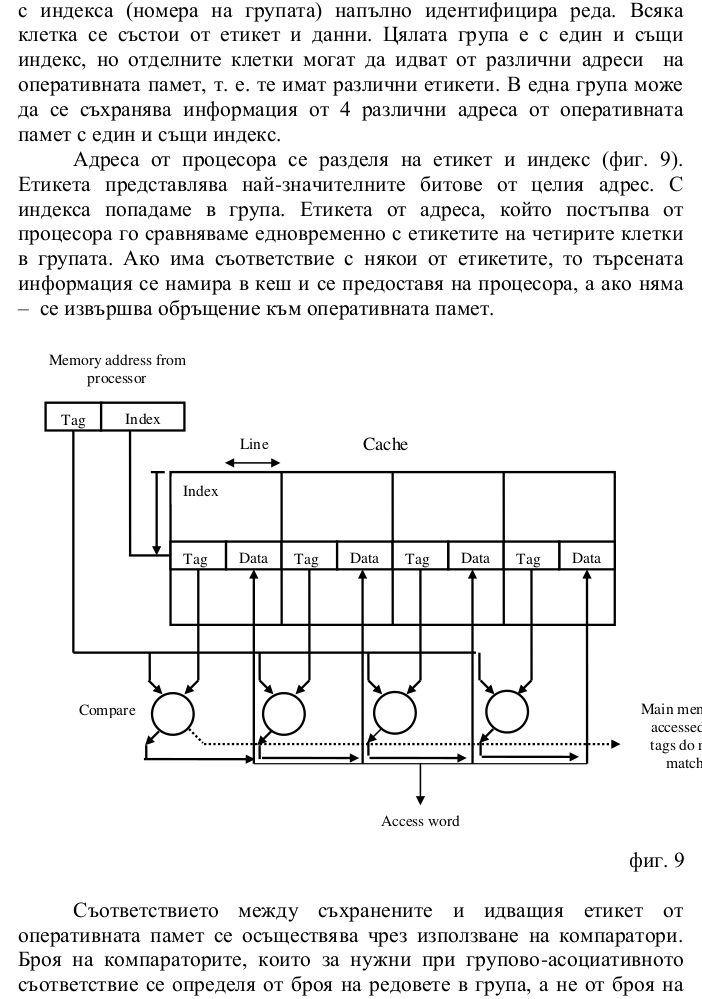 с индекса (номера на групата) напълно идентифицира реда. Всяка
клетка се състои от етикет и данни. Цялата група е с един и същи
индекс, но отделните клетки могат да идват от различни адреси на
оперативната памет, т. е. те имат различни етикети. В една група може
да се съхранява информация от 4 различни адреса от оперативната
памет с един и същи индекс.
Адреса от процесора се разделя на етикет и индекс (фиг. 9).
Етикета представлява най-значителните битове от целия адрес. С
индекса попадаме в група. Етикета от адреса, който постъпва от
процесора го сравняваме едновременно с етикетите на четирите клетки
в групата. Ако има съответствие с някои от етикетите, то търсената
информация се намира в кеш и се предоставя на процесора, а ако няма
– се извършва обръщение към оперативната памет.
Memory address from
processor
Tag Index
Line Cache
Index
Tag Data Tag Data Tag Data Tag Data
Compare
Main
accessed
tags do
match
Access word
фиг. 9
Съответствието между съхранените и идващия етикет от
оперативната памет се осъществява чрез използване на компаратори.
Броя на компараторите, които за нужни при групово-асоциативното
съответствие се определя от броя на редовете в група, а не от броя на